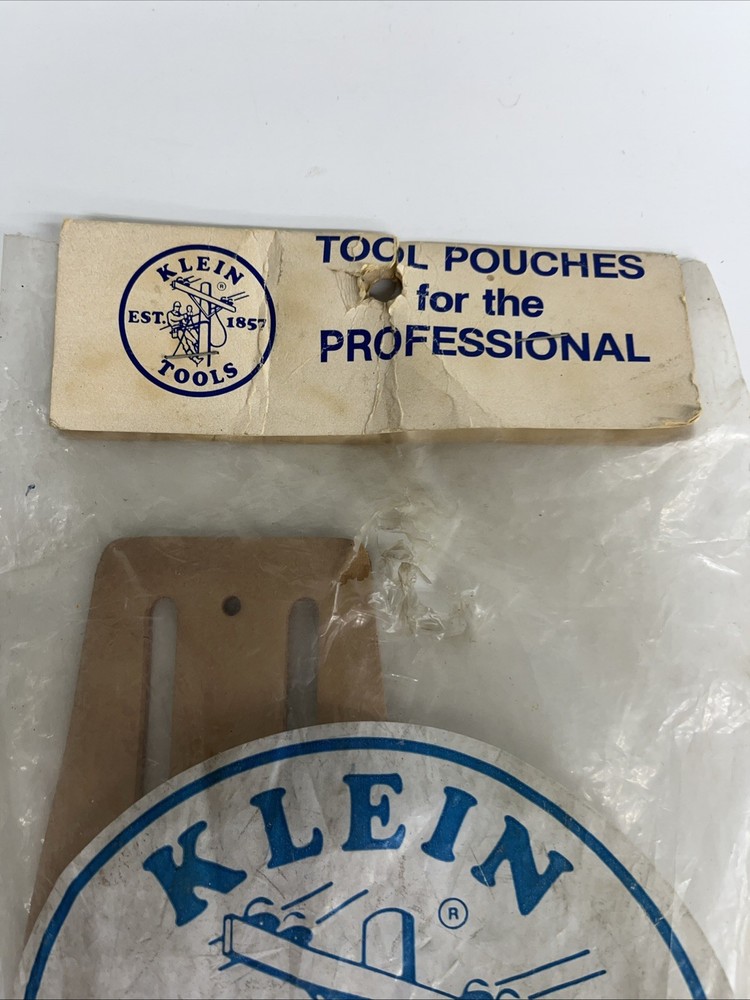 KLEIN
®
EST. 1857
TOOLS
TOOL POUCHES
for the
PROFESSIONAL
KLEIN
®